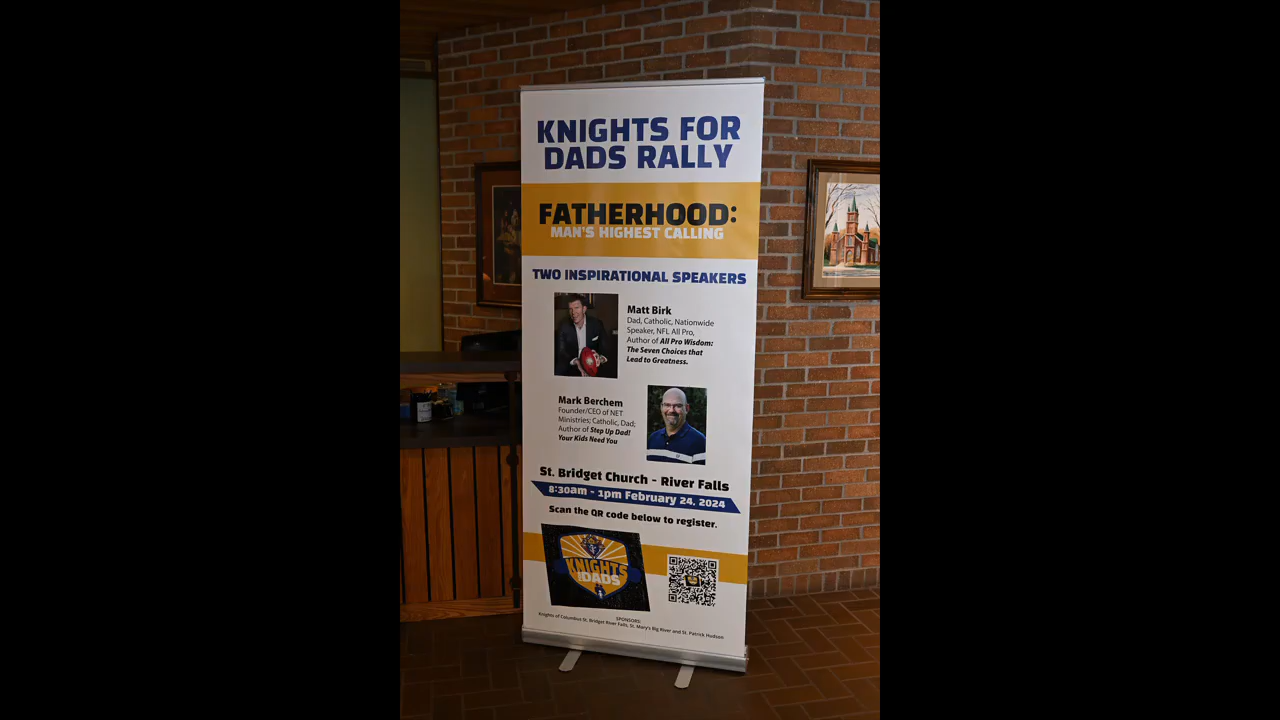 KNIGHTS FOR
DADS RALLY
FATHERHOOD:
MAN'S HIGHEST CALLING
TWO INSPIRATIONAL SPEAKERS
Matt Birk
Dad, Catholic, Nationwide
Speaker, NFL All Pro,
Author of All Pro Wisdom:
The Seven Choices that
Lead to Greatness.
Mark Berchem
Founder/CEO of NET
Ministries; Catholic, Dad;
Author of Step Up Dad!
Your Kids Need You
St. Bridget Church - River Falls
8:30am - 1pm February 24, 2024
Scan the QR code below to register.
KNIGHTS
FOR DADS
SPONSORS:
Knights of Columbus St. Bridget River Falls, St. Mary's Big River and St. Patrick Hudson